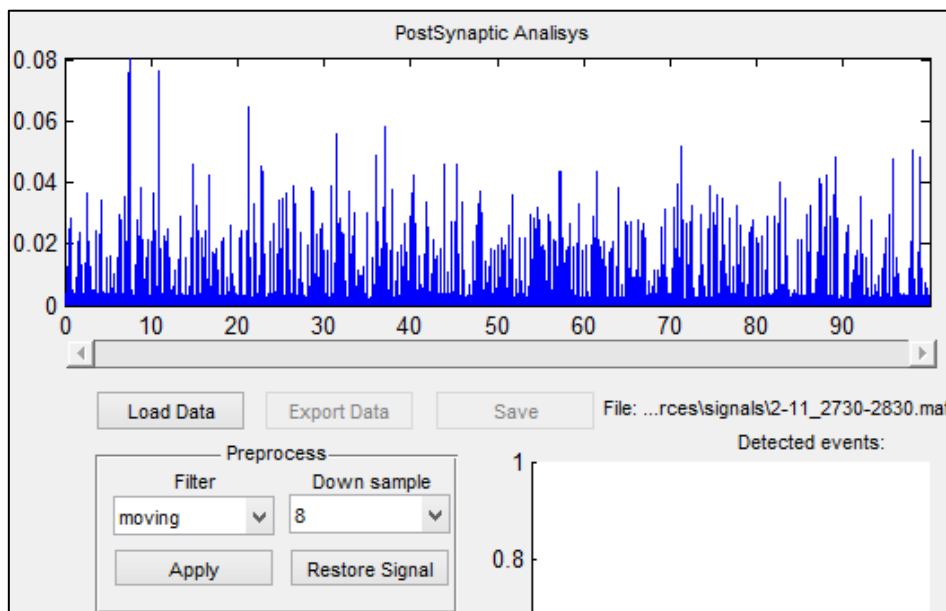 PostSynaptic Analisys
0.08
0.06
0.04
0.02
0
0 10 20 30 40 50 60 70 80 90
Load Data Export Data Save File: ...rces\signals\2-11_2730-2830.mat
Preprocess Detected events:
Filter Down sample 1
moving 8
Apply Restore Signal 0.8